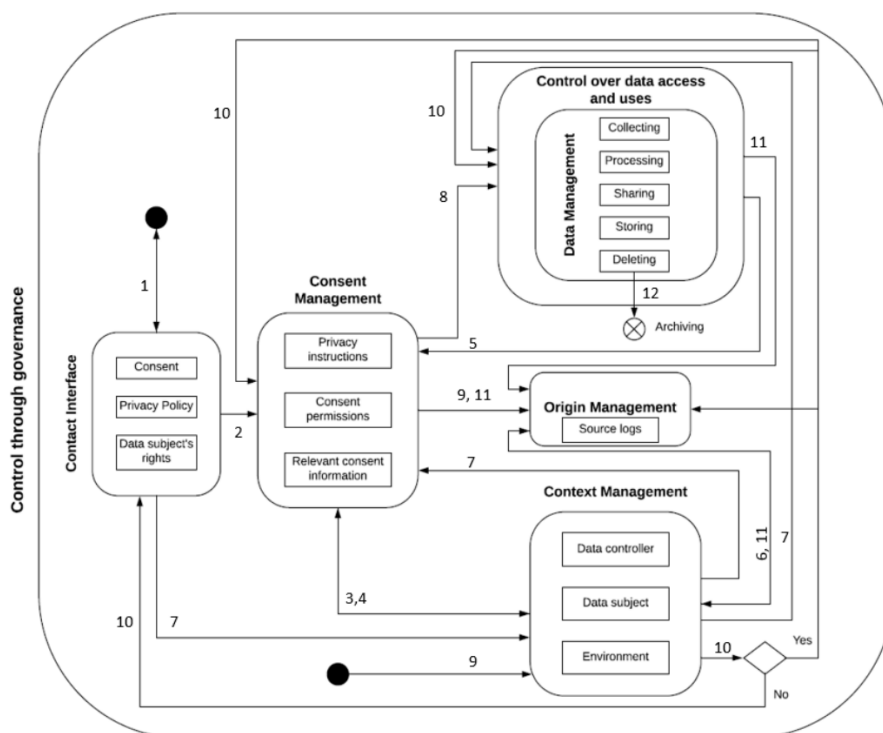 Control through governance
10
10
Control over data access
and uses
Data Management
Collecting
Processing
Sharing
Storing
Deleting
11
8
12
Archiving
1
Consent
Management
Privacy
instructions
Consent
permissions
Relevant consent
information
5
Contact Interface
Consent
Privacy Policy
Data subject's
rights
2
9, 11
Origin Management
Source logs
7
Context Management
Data controller
Data subject
Environment
6, 11
7
3,4
10
7
9
10
Yes
No